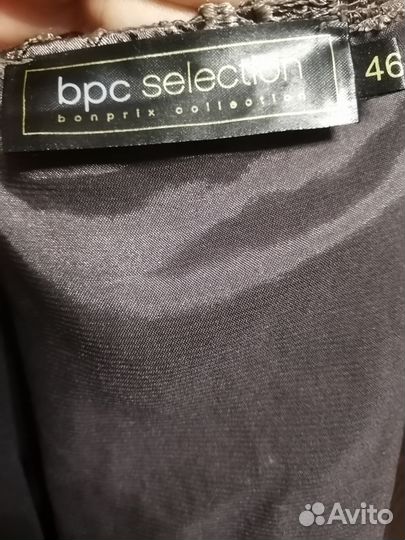 bpc selection
bonprix collection
46
Avito